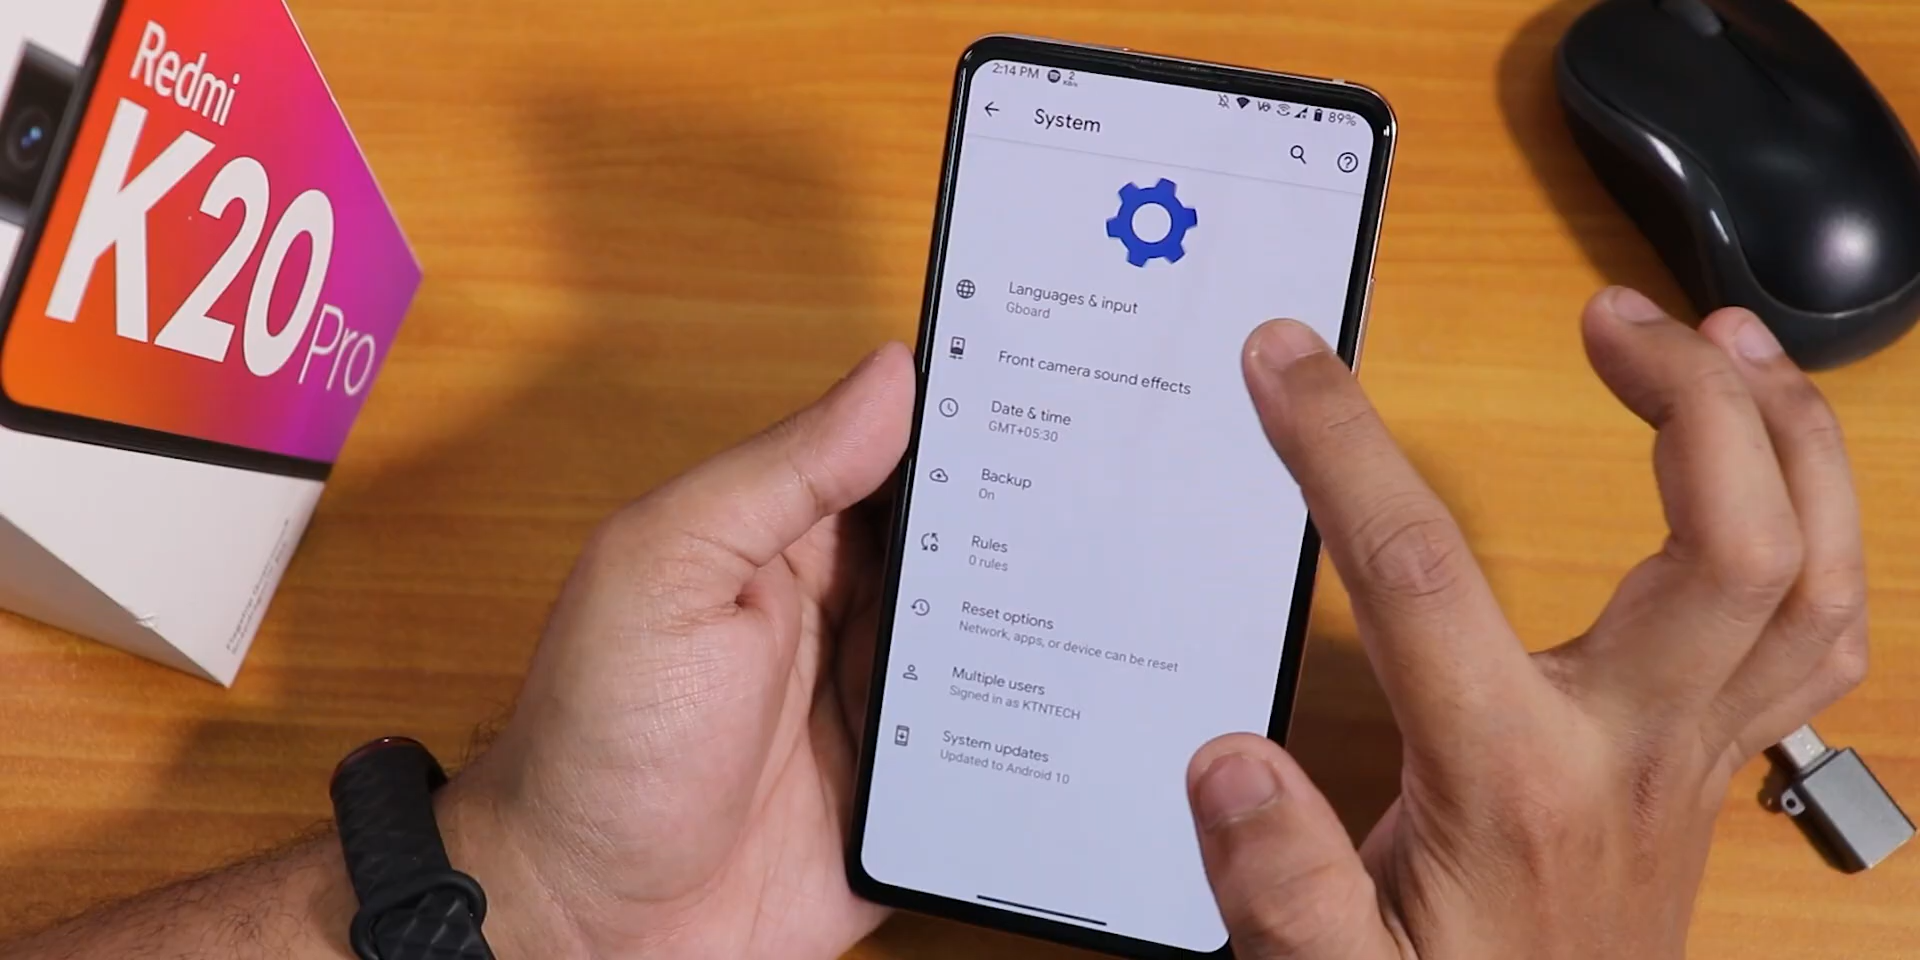 Redmi
K20 Pro
2:14 PM
2
89%
System
Languages & input
Gboard
Front camera sound effects
Date & time
GMT+05:30
Backup
On
Rules
0 rules
Reset options
Network, apps, or device can be reset
Multiple users
Signed in as KTNTECH
System updates
Updated to Android 10